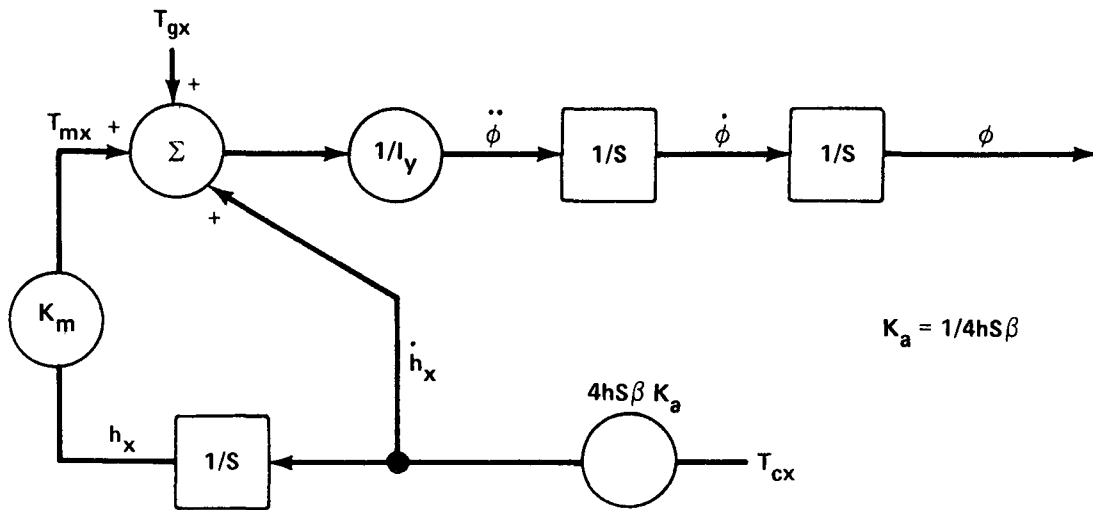 T_gx
+
T_mx +
Σ
1/I_y
φ̈
1/S
φ̇
1/S
φ
+
K_m
K_a = 1/4hSβ
ḣ_x
4hSβ K_a
h_x
1/S
T_cx